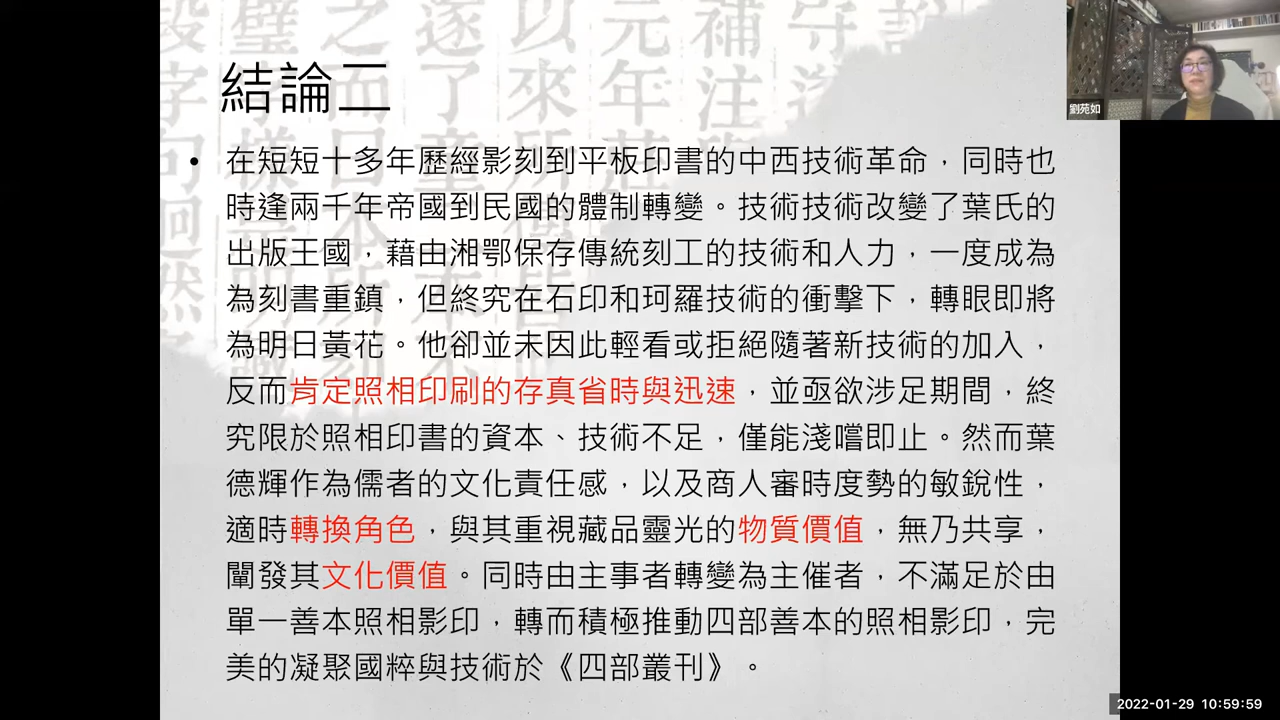 結論二
• 在短短十多年歷經影刻到平板印書的中西技術革命，同時也
時逢兩千年帝國到民國的體制轉變。技術技術改變了葉氏的
出版王國，藉由湘鄂保存傳統刻工的技術和人力，一度成為
為刻書重鎮，但終究在石印和珂羅技術的衝擊下，轉眼即將
為明日黃花。他卻並未因此輕看或拒絕隨著新技術的加入，
反而肯定照相印刷的存真省時與迅速，並亟欲涉足期間，終
究限於照相印書的資本、技術不足，僅能淺嚐即止。然而葉
德輝作為儒者的文化責任感，以及商人審時度勢的敏銳性，
適時轉換角色，與其重視藏品靈光的物質價值，無乃共享，
闡發其文化價值。同時由主事者轉變為主催者，不滿足於由
單一善本照相影印，轉而積極推動四部善本的照相影印，完
美的凝聚國粹與技術於《四部叢刊》。
劉苑如
2022-01-29 10:59:59